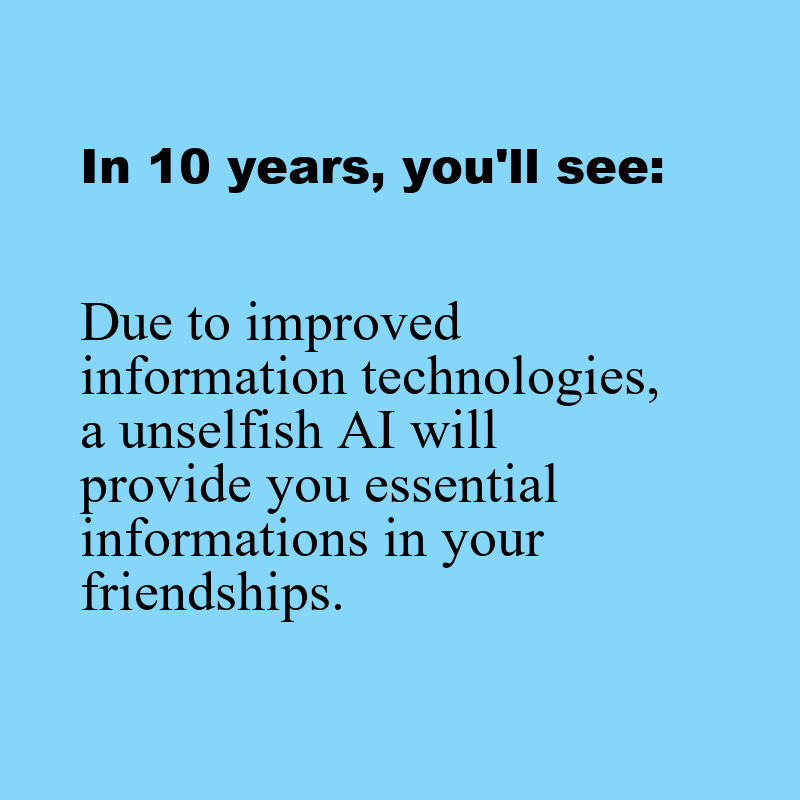 In 10 years, you'll see:
Due to improved
information technologies,
a unselfish AI will
provide you essential
informations in your
friendships.